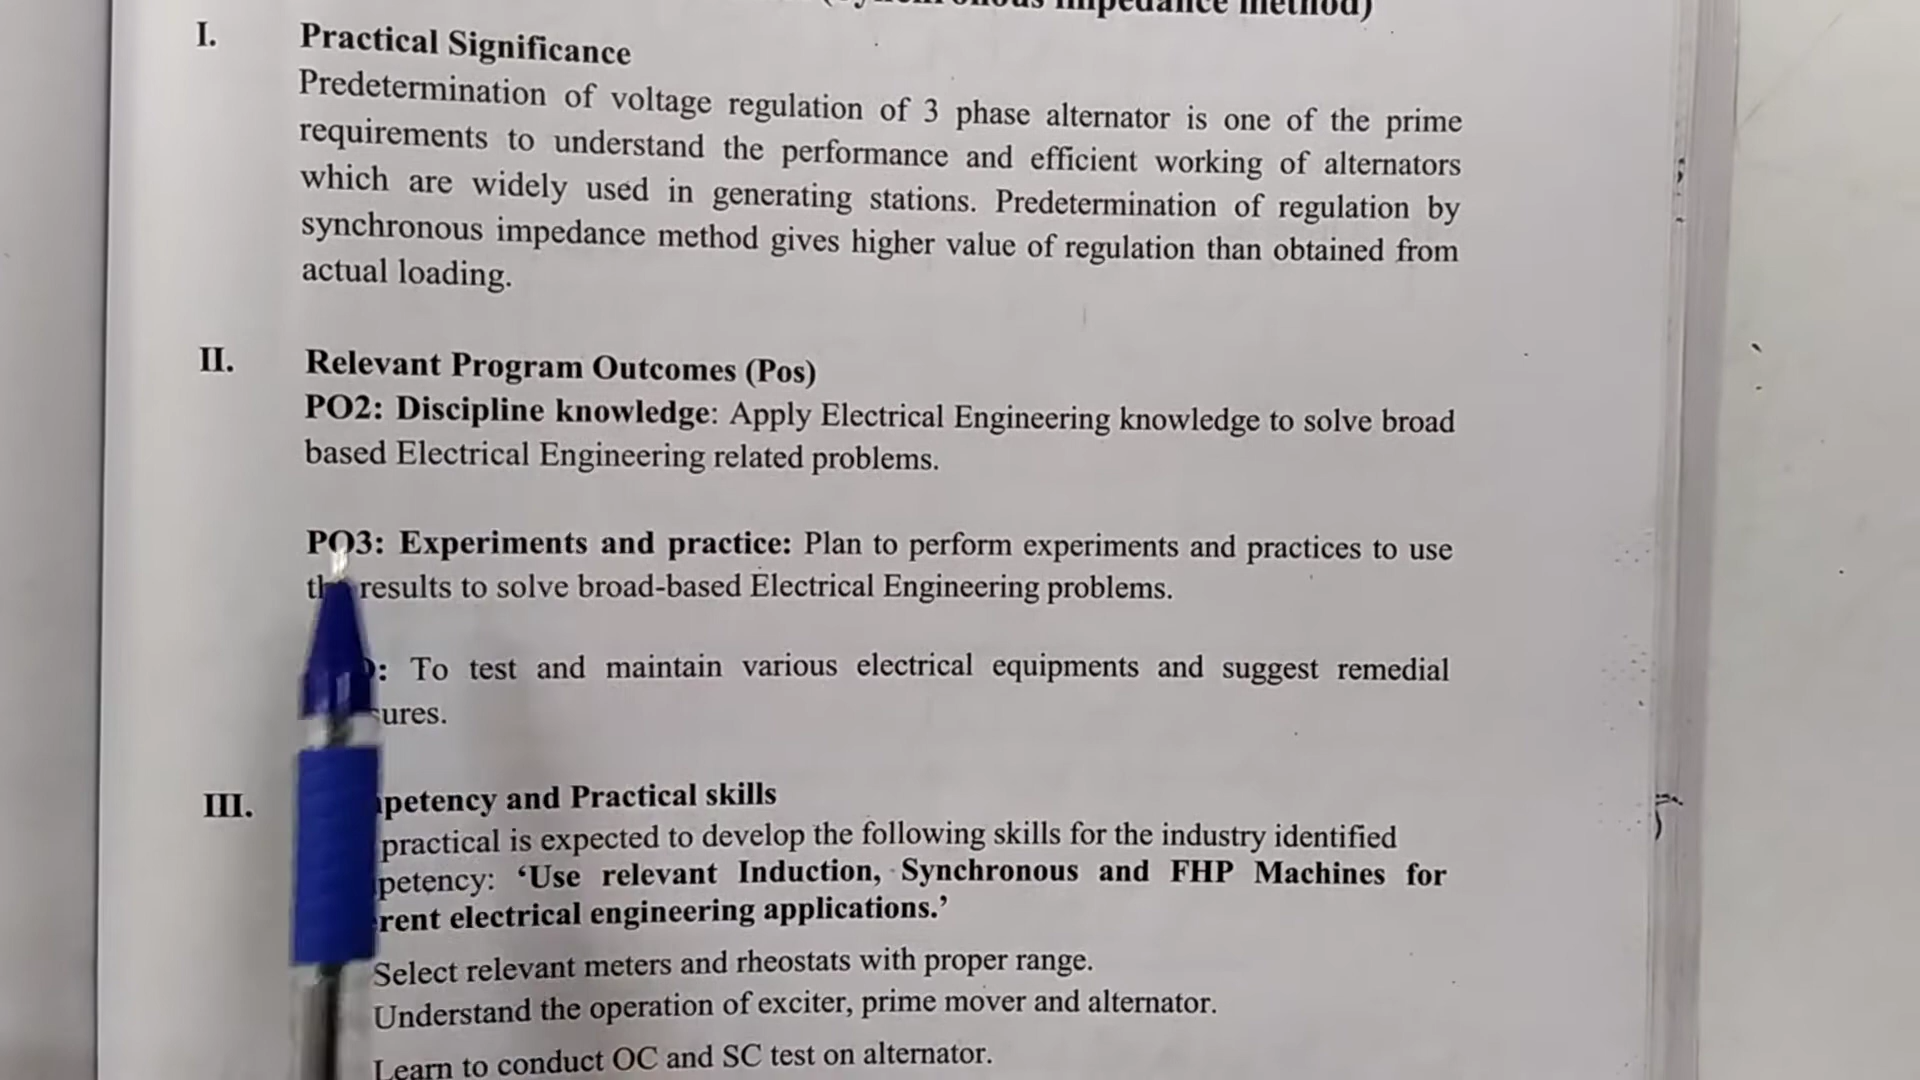 (Synchronous impedance method)
I. Practical Significance
Predetermination of voltage regulation of 3 phase alternator is one of the prime
requirements to understand the performance and efficient working of alternators
which are widely used in generating stations. Predetermination of regulation by
synchronous impedance method gives higher value of regulation than obtained from
actual loading.
II. Relevant Program Outcomes (Pos)
PO2: Discipline knowledge: Apply Electrical Engineering knowledge to solve broad
based Electrical Engineering related problems.
PO3: Experiments and practice: Plan to perform experiments and practices to use
the results to solve broad-based Electrical Engineering problems.
: To test and maintain various electrical equipments and suggest remedial
sures.
III. petency and Practical skills
practical is expected to develop the following skills for the industry identified
petency: ‘Use relevant Induction, Synchronous and FHP Machines for
rent electrical engineering applications.’
Select relevant meters and rheostats with proper range.
Understand the operation of exciter, prime mover and alternator.
Learn to conduct OC and SC test on alternator.